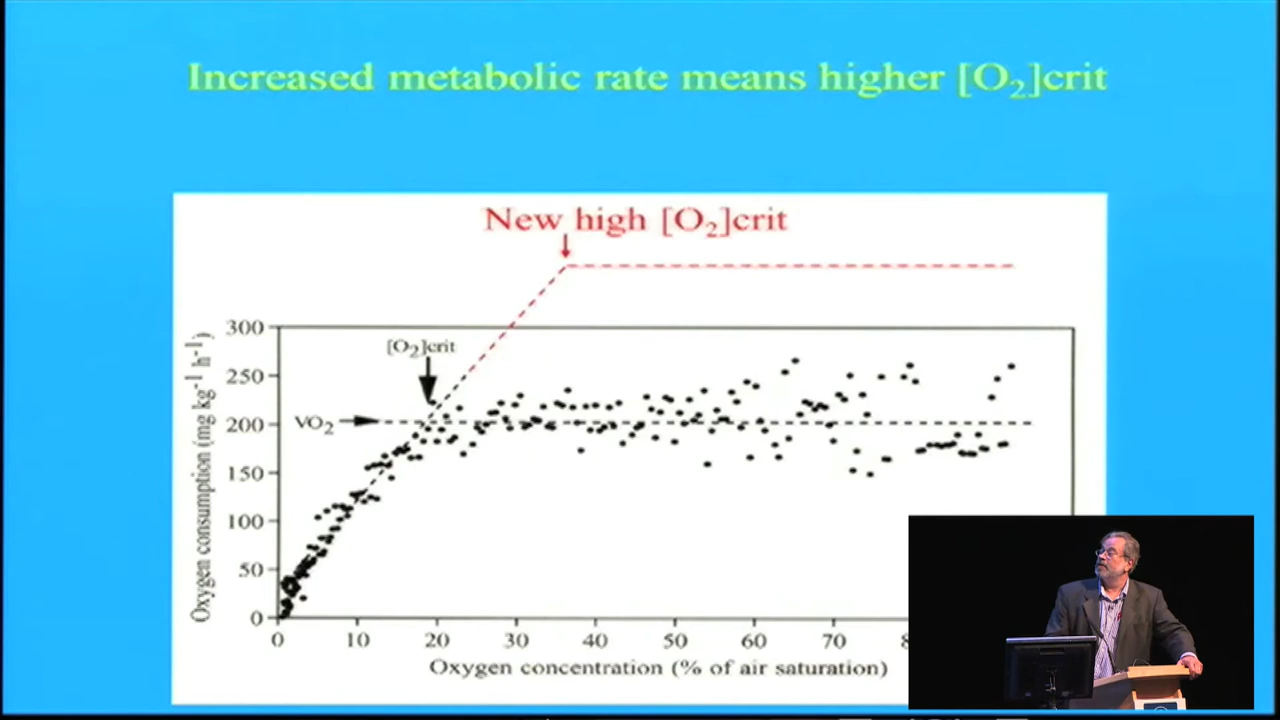 Increased metabolic rate means higher [O₂]crit
New high [O₂]crit
300
[O₂]crit
250
VO₂
200
150
100
50
0
Oxygen consumption (mg kg⁻¹ h⁻¹)
0 10 20 30 40 50 60 70
Oxygen concentration (% of air saturation)